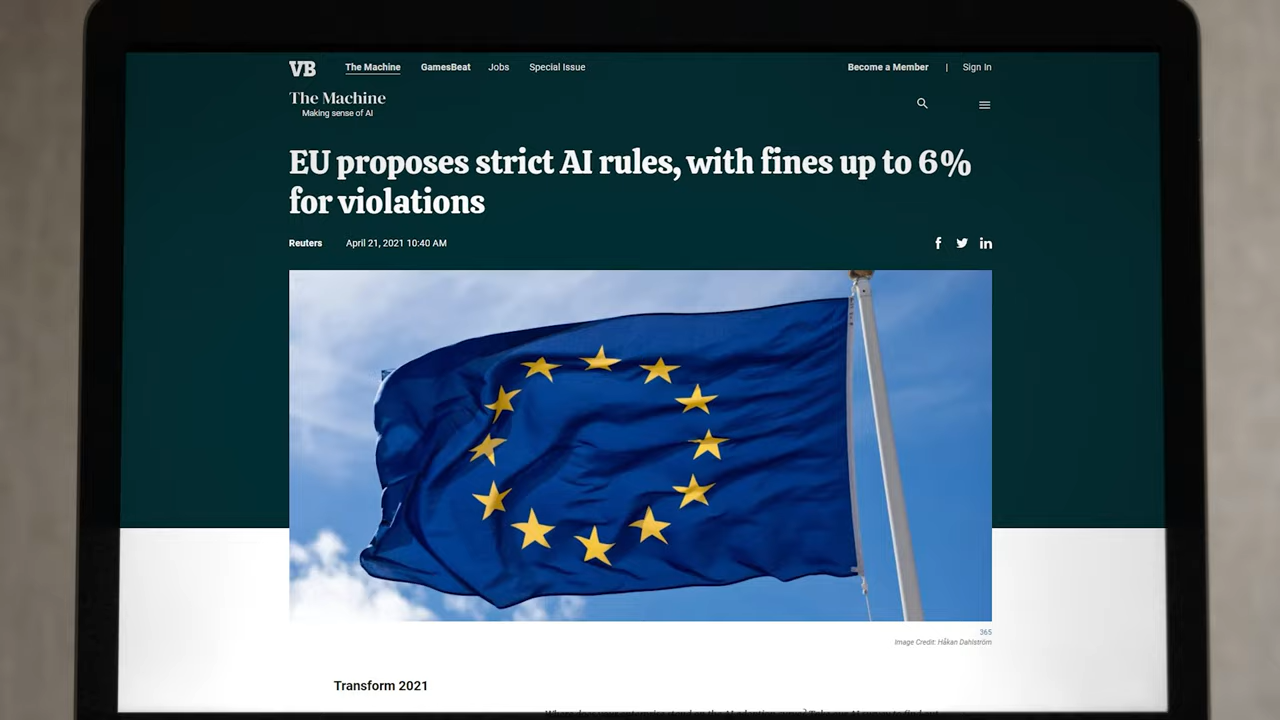 VB The Machine GamesBeat Jobs Special Issue Become a Member | Sign In
The Machine
Making sense of AI
EU proposes strict AI rules, with fines up to 6%
for violations
Reuters April 21, 2021 10:40 AM
365
Image Credit: Håkan Dahlström
Transform 2021